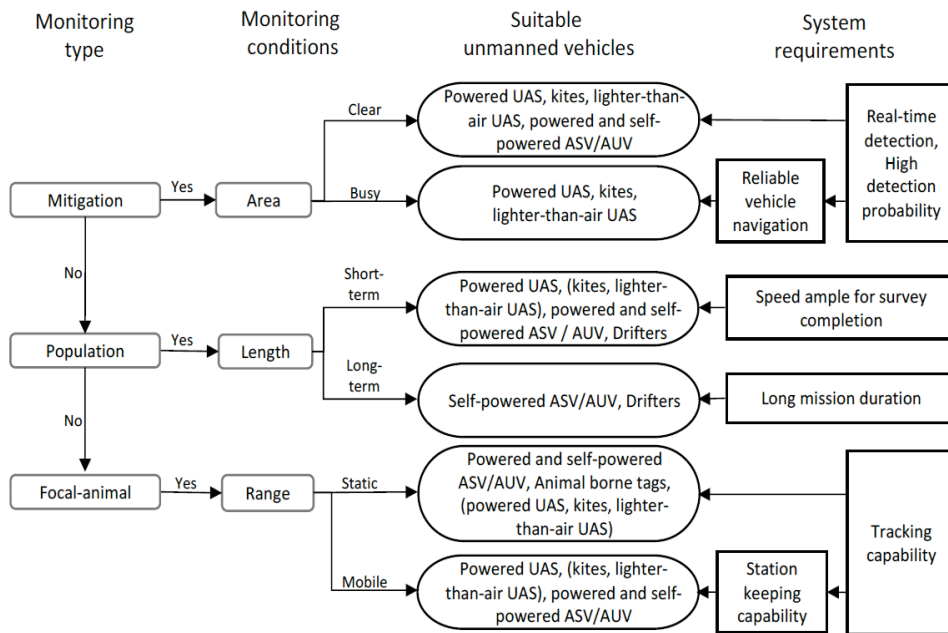 Monitoring
type
Monitoring
conditions
Suitable
unmanned vehicles
System
requirements
Mitigation
Yes
Area
Clear
Powered UAS, kites, lighter-than-
air UAS, powered and self-
powered ASV/AUV
Real-time
detection,
High
detection
probability
Busy
Powered UAS, kites,
lighter-than-air UAS
Reliable
vehicle
navigation
No
Population
Yes
Length
Short-
term
Powered UAS, (kites, lighter-
than-air UAS), powered and self-
powered ASV / AUV, Drifters
Speed ample for survey
completion
Long-
term
Self-powered ASV/AUV, Drifters
Long mission duration
No
Focal-animal
Yes
Range
Static
Powered and self-powered
ASV/AUV, Animal borne tags,
(powered UAS, kites, lighter-
than-air UAS)
Tracking
capability
Mobile
Powered UAS, (kites, lighter-
than-air UAS), powered and self-
powered ASV/AUV
Station
keeping
capability